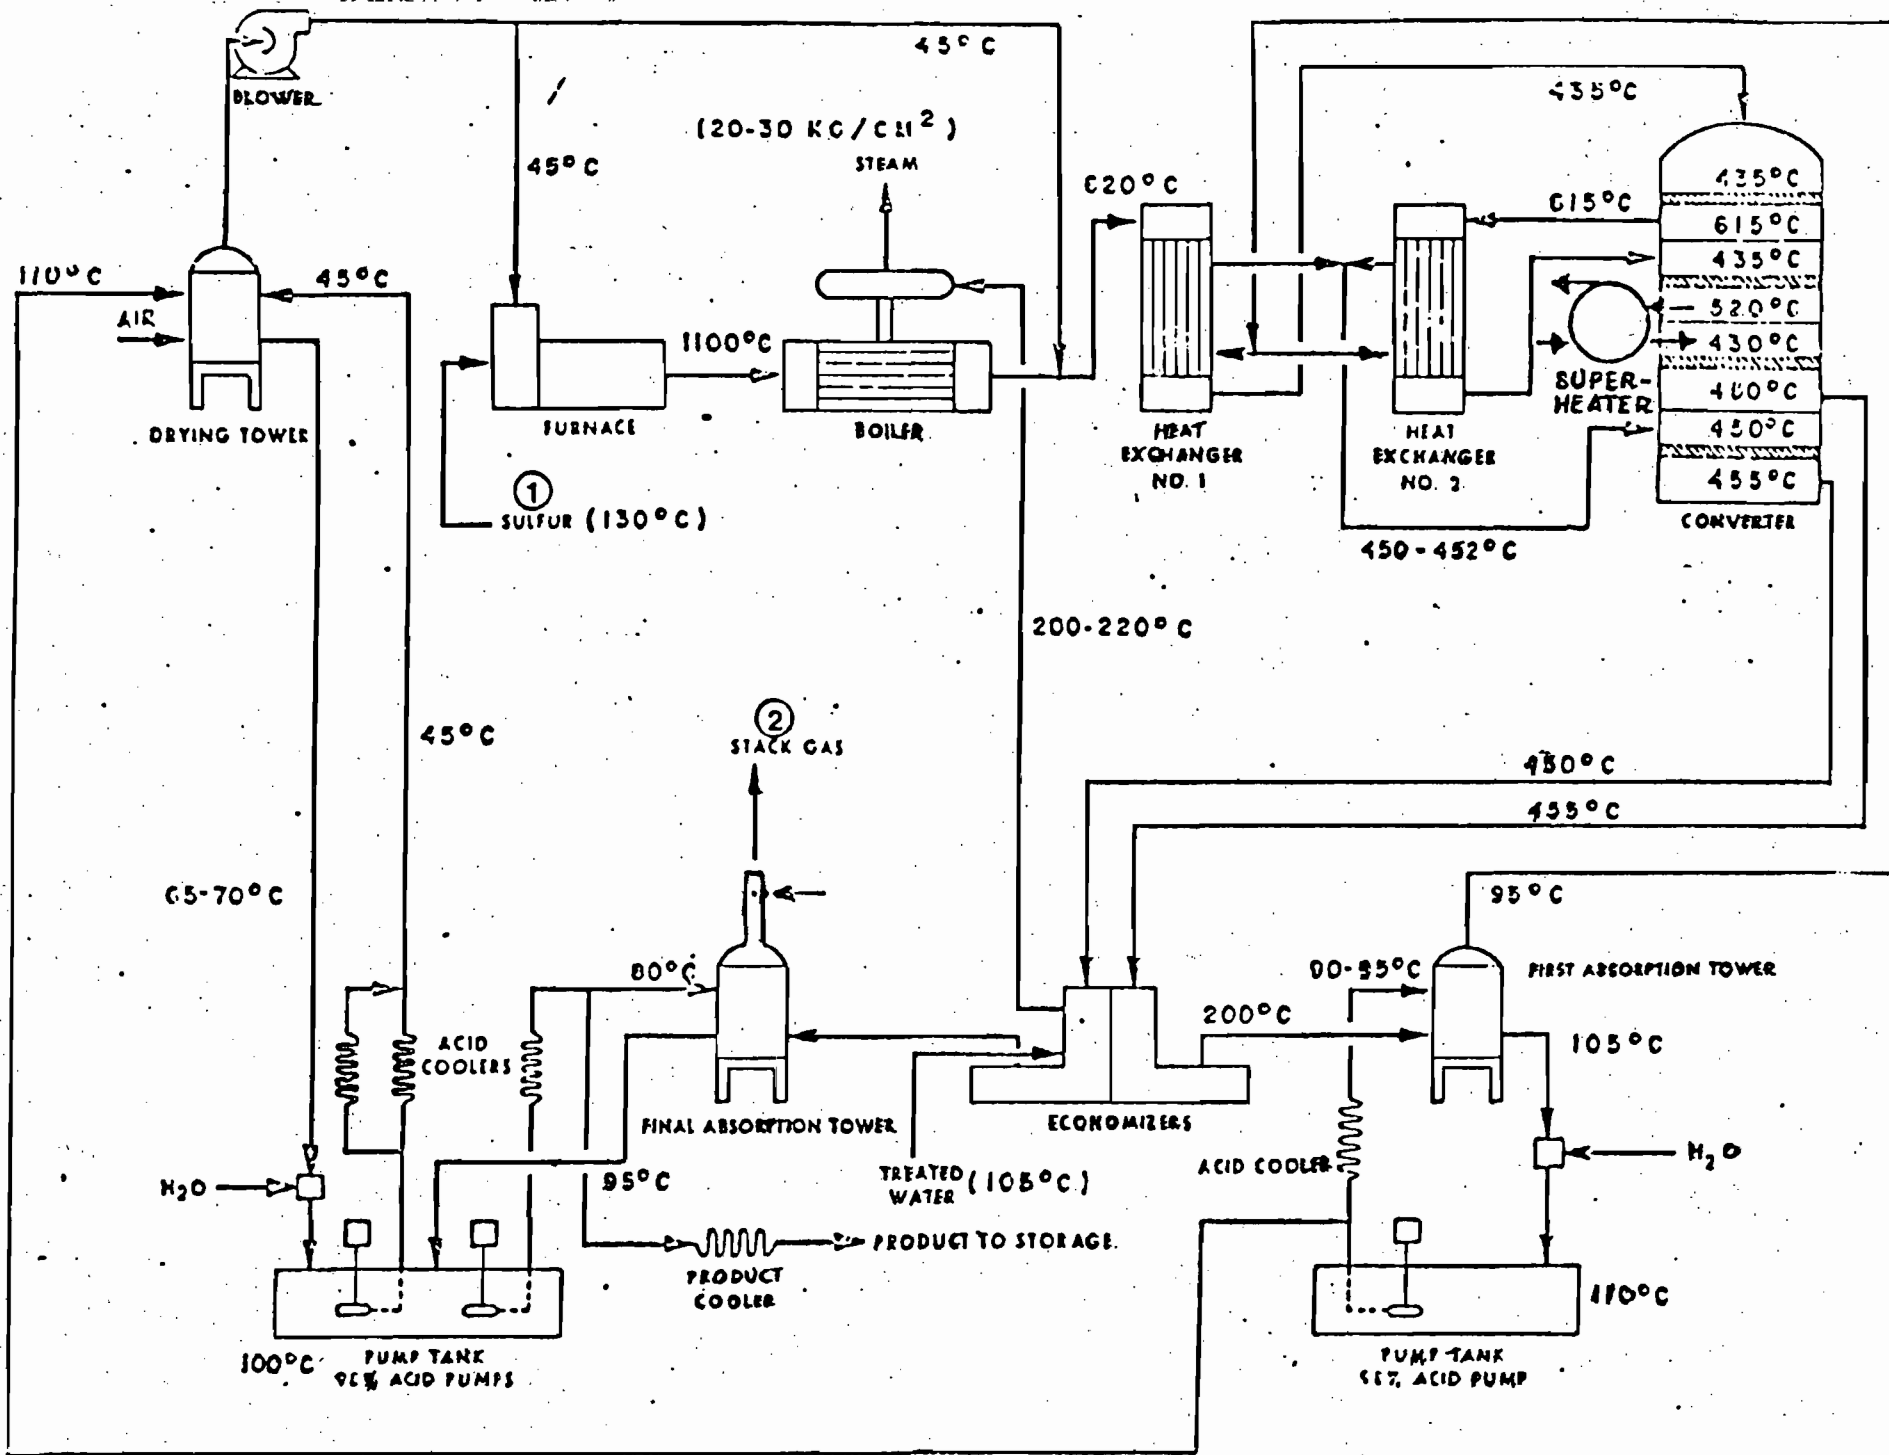 BLOWER
45°C
435°C
(20-30 KG/CM²)
STEAM
45°C
620°C
435°C
615°C
615°C
435°C
520°C
430°C
SUPER-
HEATER
450°C
455°C
CONVERTER
110°C
45°C
AIR
1100°C
DRYING TOWER
FURNACE
BOILER
HEAT
EXCHANGER
NO. 1
HEAT
EXCHANGER
NO. 2
1
SULFUR (130°C)
450-452°C
200-220°C
2
STACK GAS
45°C
450°C
455°C
65-70°C
95°C
80°C
90-95°C
FIRST ABSORPTION TOWER
200°C
105°C
ACID
COOLERS
FINAL ABSORPTION TOWER
ECONOMIZERS
H₂O
95°C
TREATED
WATER (105°C)
ACID COOLER
H₂O
PRODUCT TO STORAGE
PRODUCT
COOLER
110°C
100°C
PUMP TANK
98% ACID PUMPS
PUMP TANK
98% ACID PUMP